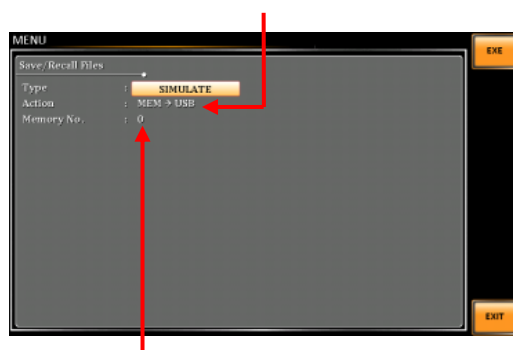 MENU
EXE
Save/Recall Files
Type : SIMULATE
Action : MEM → USB
Memory No. : 0
EXIT